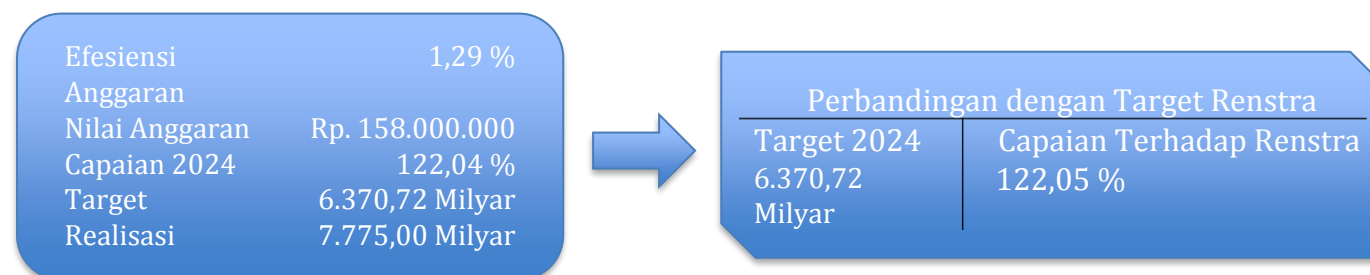 Efesiensi Anggaran 1,29 %
Nilai Anggaran Rp. 158.000.000
Capaian 2024 122,04 %
Target 6.370,72 Milyar
Realisasi 7.775,00 Milyar
Perbandingan dengan Target Renstra
Target 2024 Capaian Terhadap Renstra
6.370,72 Milyar 122,05 %